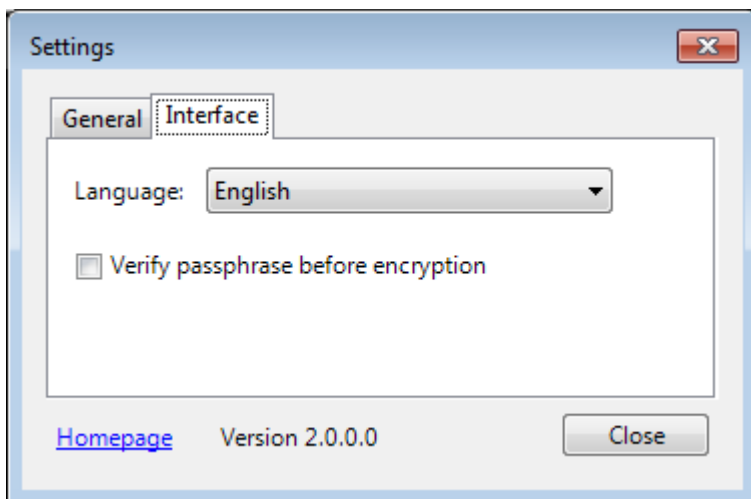 Settings
General Interface
Language: English
Verify passphrase before encryption
Homepage Version 2.0.0.0 Close